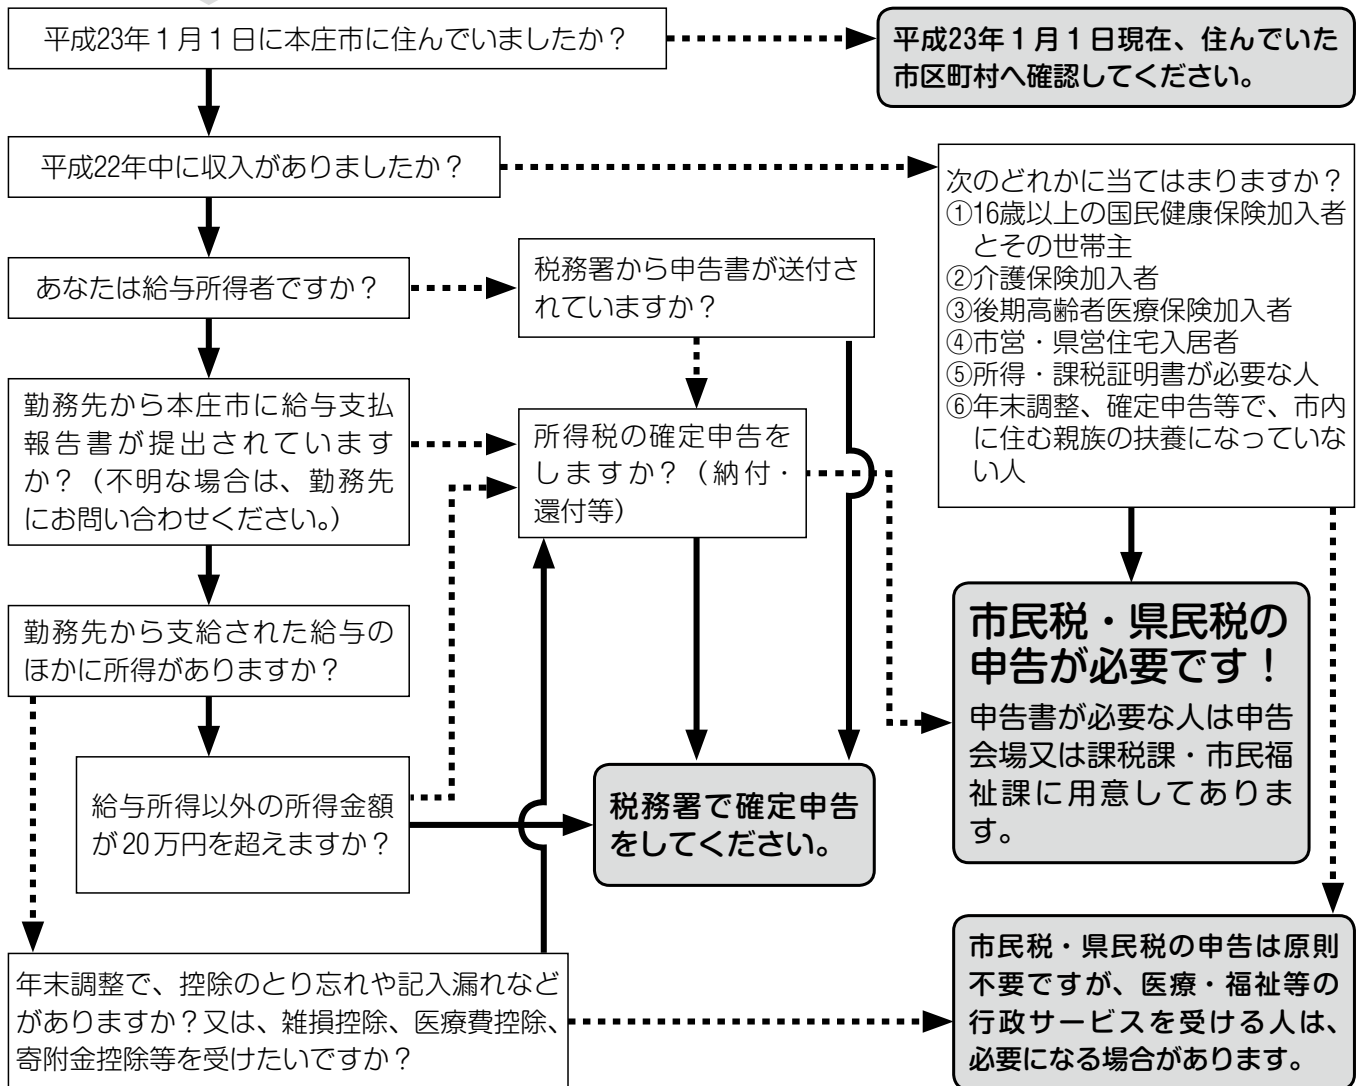 平成23年1月1日に本庄市に住んでいましたか？
平成23年1月1日現在、住んでいた
市区町村へ確認してください。
平成22年中に収入がありましたか？
次のどれかに当てはまりますか？
①16歳以上の国民健康保険加入者
とその世帯主
②介護保険加入者
③後期高齢者医療保険加入者
④市営・県営住宅入居者
⑤所得・課税証明書が必要な人
⑥年末調整、確定申告等で、市内
に住む親族の扶養になっていな
い人
あなたは給与所得者ですか？
税務署から申告書が送付さ
れていますか？
勤務先から本庄市に給与支払
報告書が提出されています
か？（不明な場合は、勤務先
にお問い合わせください。）
所得税の確定申告を
しますか？（納付・
還付等）
勤務先から支給された給与の
ほかに所得がありますか？
市民税・県民税の
申告が必要です！
申告書が必要な人は申告
会場又は課税課・市民福
祉課に用意してありま
す。
給与所得以外の所得金額
が20万円を超えますか？
税務署で確定申告
をしてください。
年末調整で、控除のとり忘れや記入漏れなど
がありますか？又は、雑損控除、医療費控除、
寄附金控除等を受けたいですか？
市民税・県民税の申告は原則
不要ですが、医療・福祉等の
行政サービスを受ける人は、
必要になる場合があります。